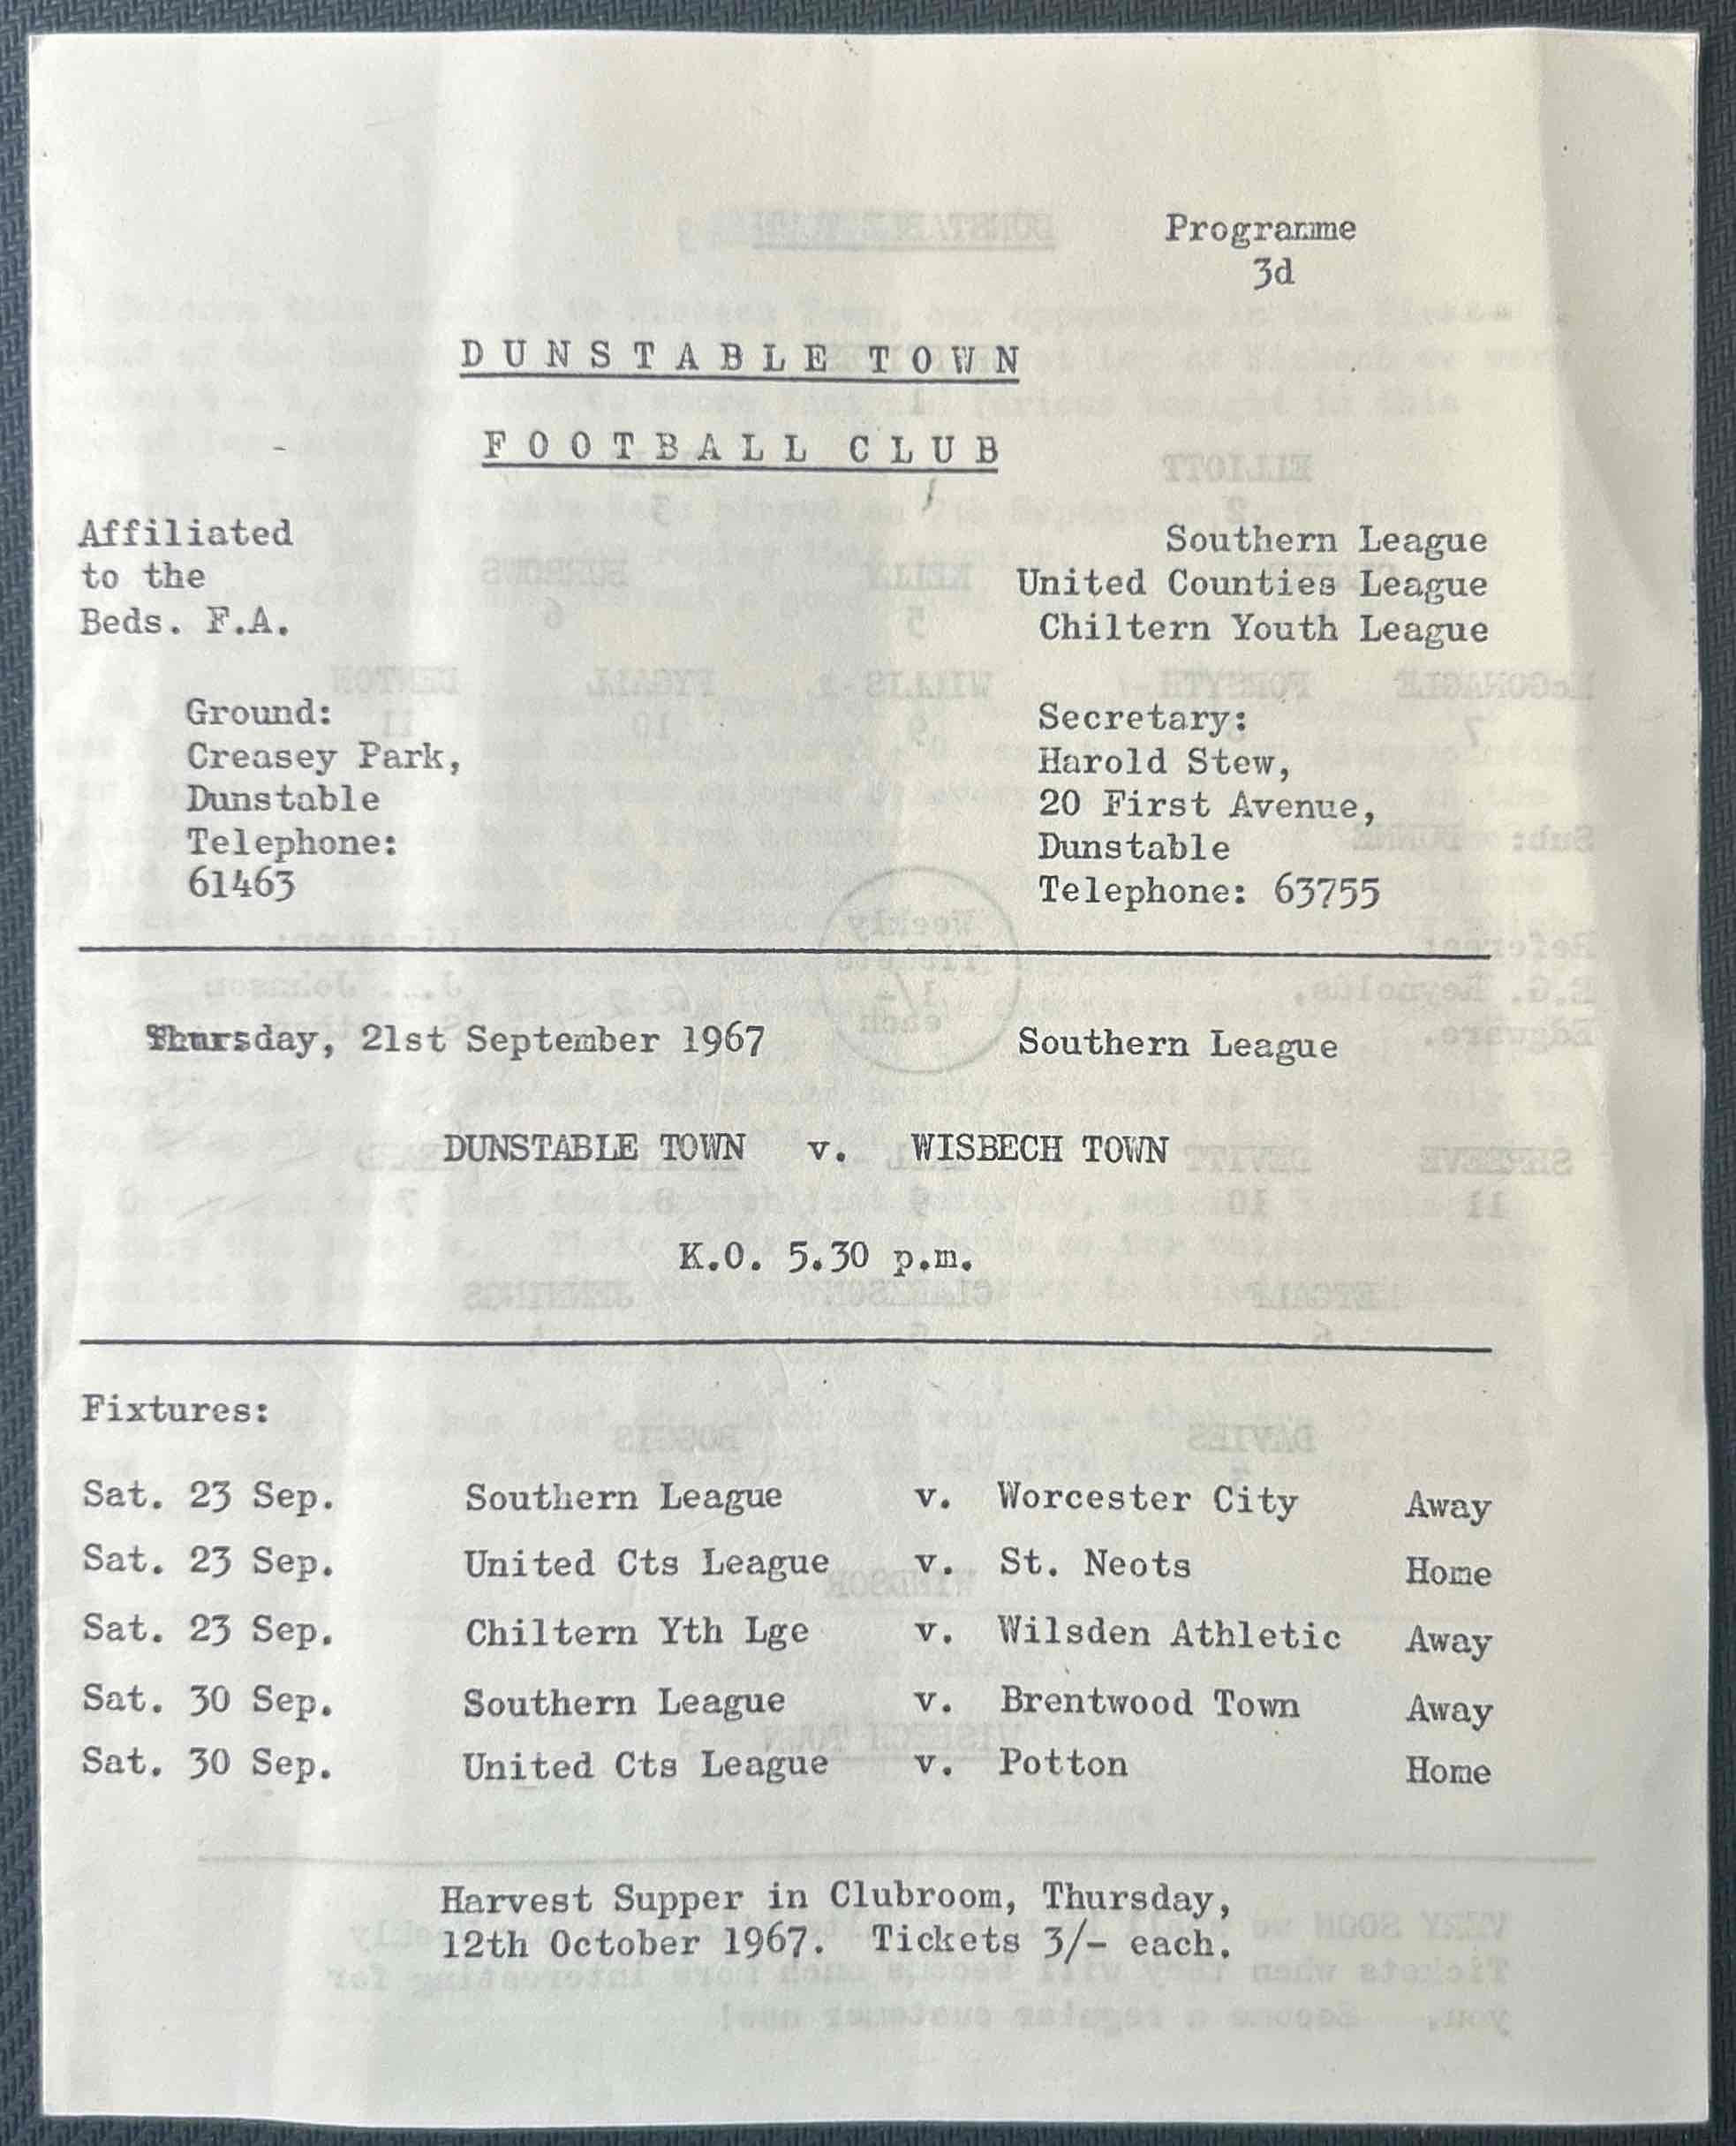 Programme
3d
DUNSTABLE TOWN
FOOTBALL CLUB
Affiliated
to the
Beds. F.A.
Southern League
United Counties League
Chiltern Youth League
Ground:
Creasey Park,
Dunstable
Telephone:
61463
Secretary:
Harold Stew,
20 First Avenue,
Dunstable
Telephone: 63755
Thursday, 21st September 1967 Southern League
DUNSTABLE TOWN v. WISBECH TOWN
K.O. 5.30 p.m.
Fixtures:
Sat. 23 Sep. Southern League v. Worcester City Away
Sat. 23 Sep. United Cts League v. St. Neots Home
Sat. 23 Sep. Chiltern Yth Lge v. Wilsden Athletic Away
Sat. 30 Sep. Southern League v. Brentwood Town Away
Sat. 30 Sep. United Cts League v. Potton Home
Harvest Supper in Clubroom, Thursday,
12th October 1967. Tickets 3/- each.